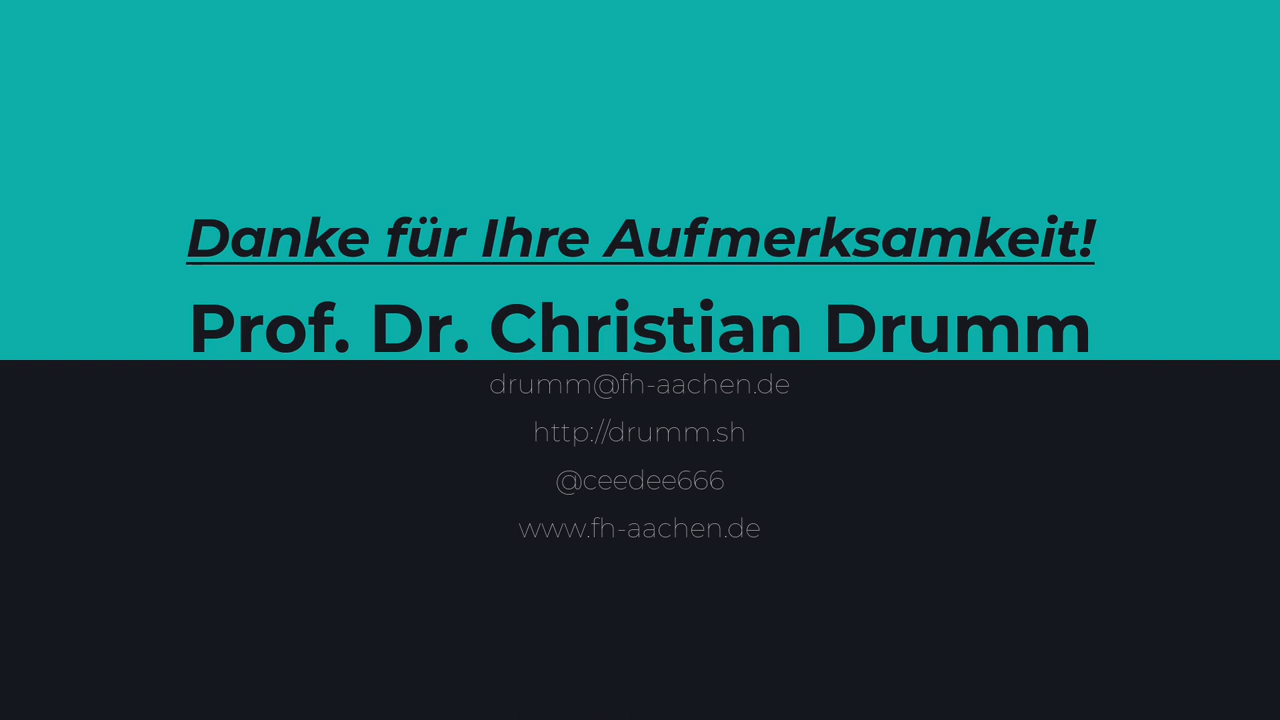 Danke für Ihre Aufmerksamkeit!
Prof. Dr. Christian Drumm
drumm@fh-aachen.de
http://drumm.sh
@ceedee666
www.fh-aachen.de